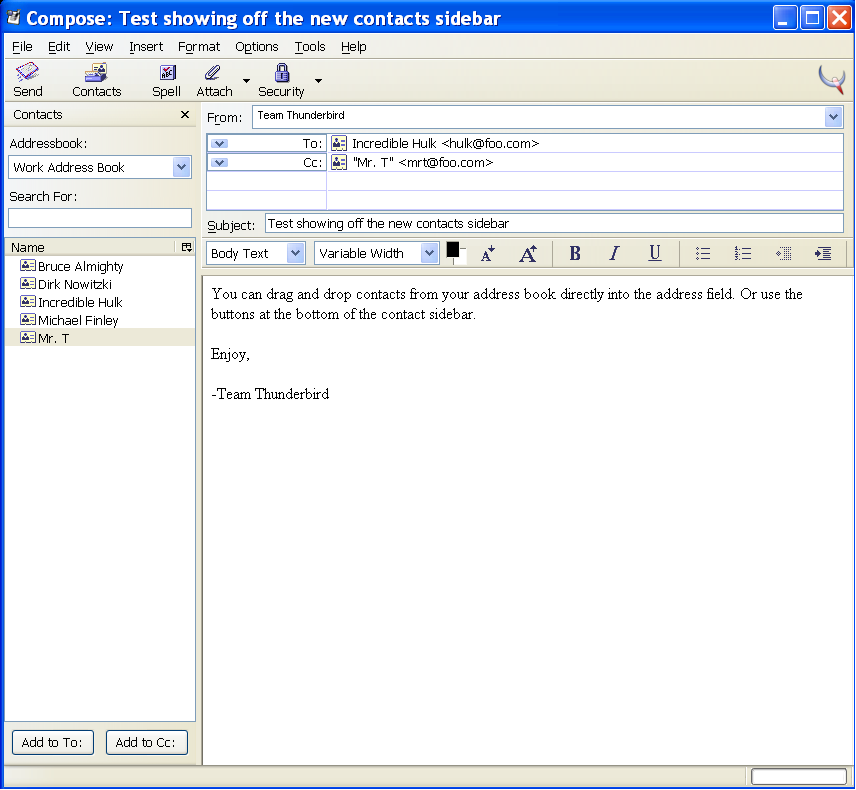 Compose: Test showing off the new contacts sidebar
File Edit View Insert Format Options Tools Help
Send Contacts Spell Attach Security
Contacts
Addressbook:
Work Address Book
Search For:
Name
Bruce Almighty
Dirk Nowitzki
Incredible Hulk
Michael Finley
Mr. T
Add to To: Add to Cc:
From: Team Thunderbird
To: Incredible Hulk <hulk@foo.com>
Cc: "Mr. T" <mrt@foo.com>
Subject: Test showing off the new contacts sidebar
Body Text Variable Width A A B I U
You can drag and drop contacts from your address book directly into the address field. Or use the
buttons at the bottom of the contact sidebar.
Enjoy,
-Team Thunderbird